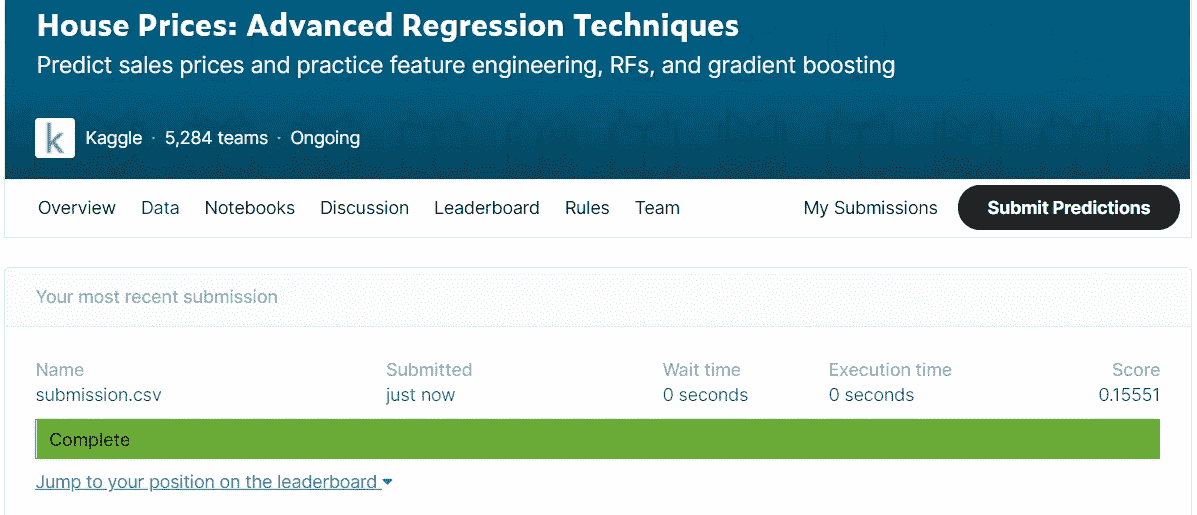 House Prices: Advanced Regression Techniques
Predict sales prices and practice feature engineering, RFs, and gradient boosting
k Kaggle · 5,284 teams · Ongoing
Overview Data Notebooks Discussion Leaderboard Rules Team My Submissions Submit Predictions
Your most recent submission
Name Submitted Wait time Execution time Score
submission.csv just now 0 seconds 0 seconds 0.15551
Complete
Jump to your position on the leaderboard